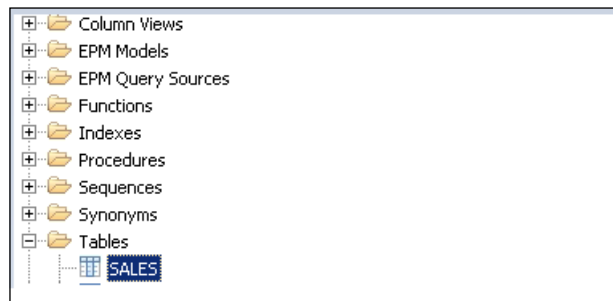 Column Views
EPM Models
EPM Query Sources
Functions
Indexes
Procedures
Sequences
Synonyms
Tables
SALES